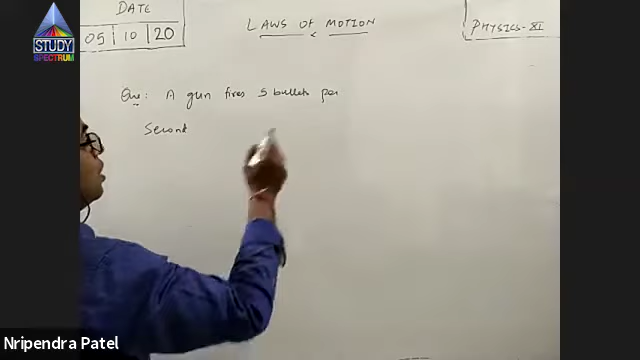 DATE
05 | 10 | 20
LAWS OF MOTION
PHYSICS-XI
STUDY
SPECTRUM
Que: A gun fires 5 bullets per
Second
Nripendra Patel